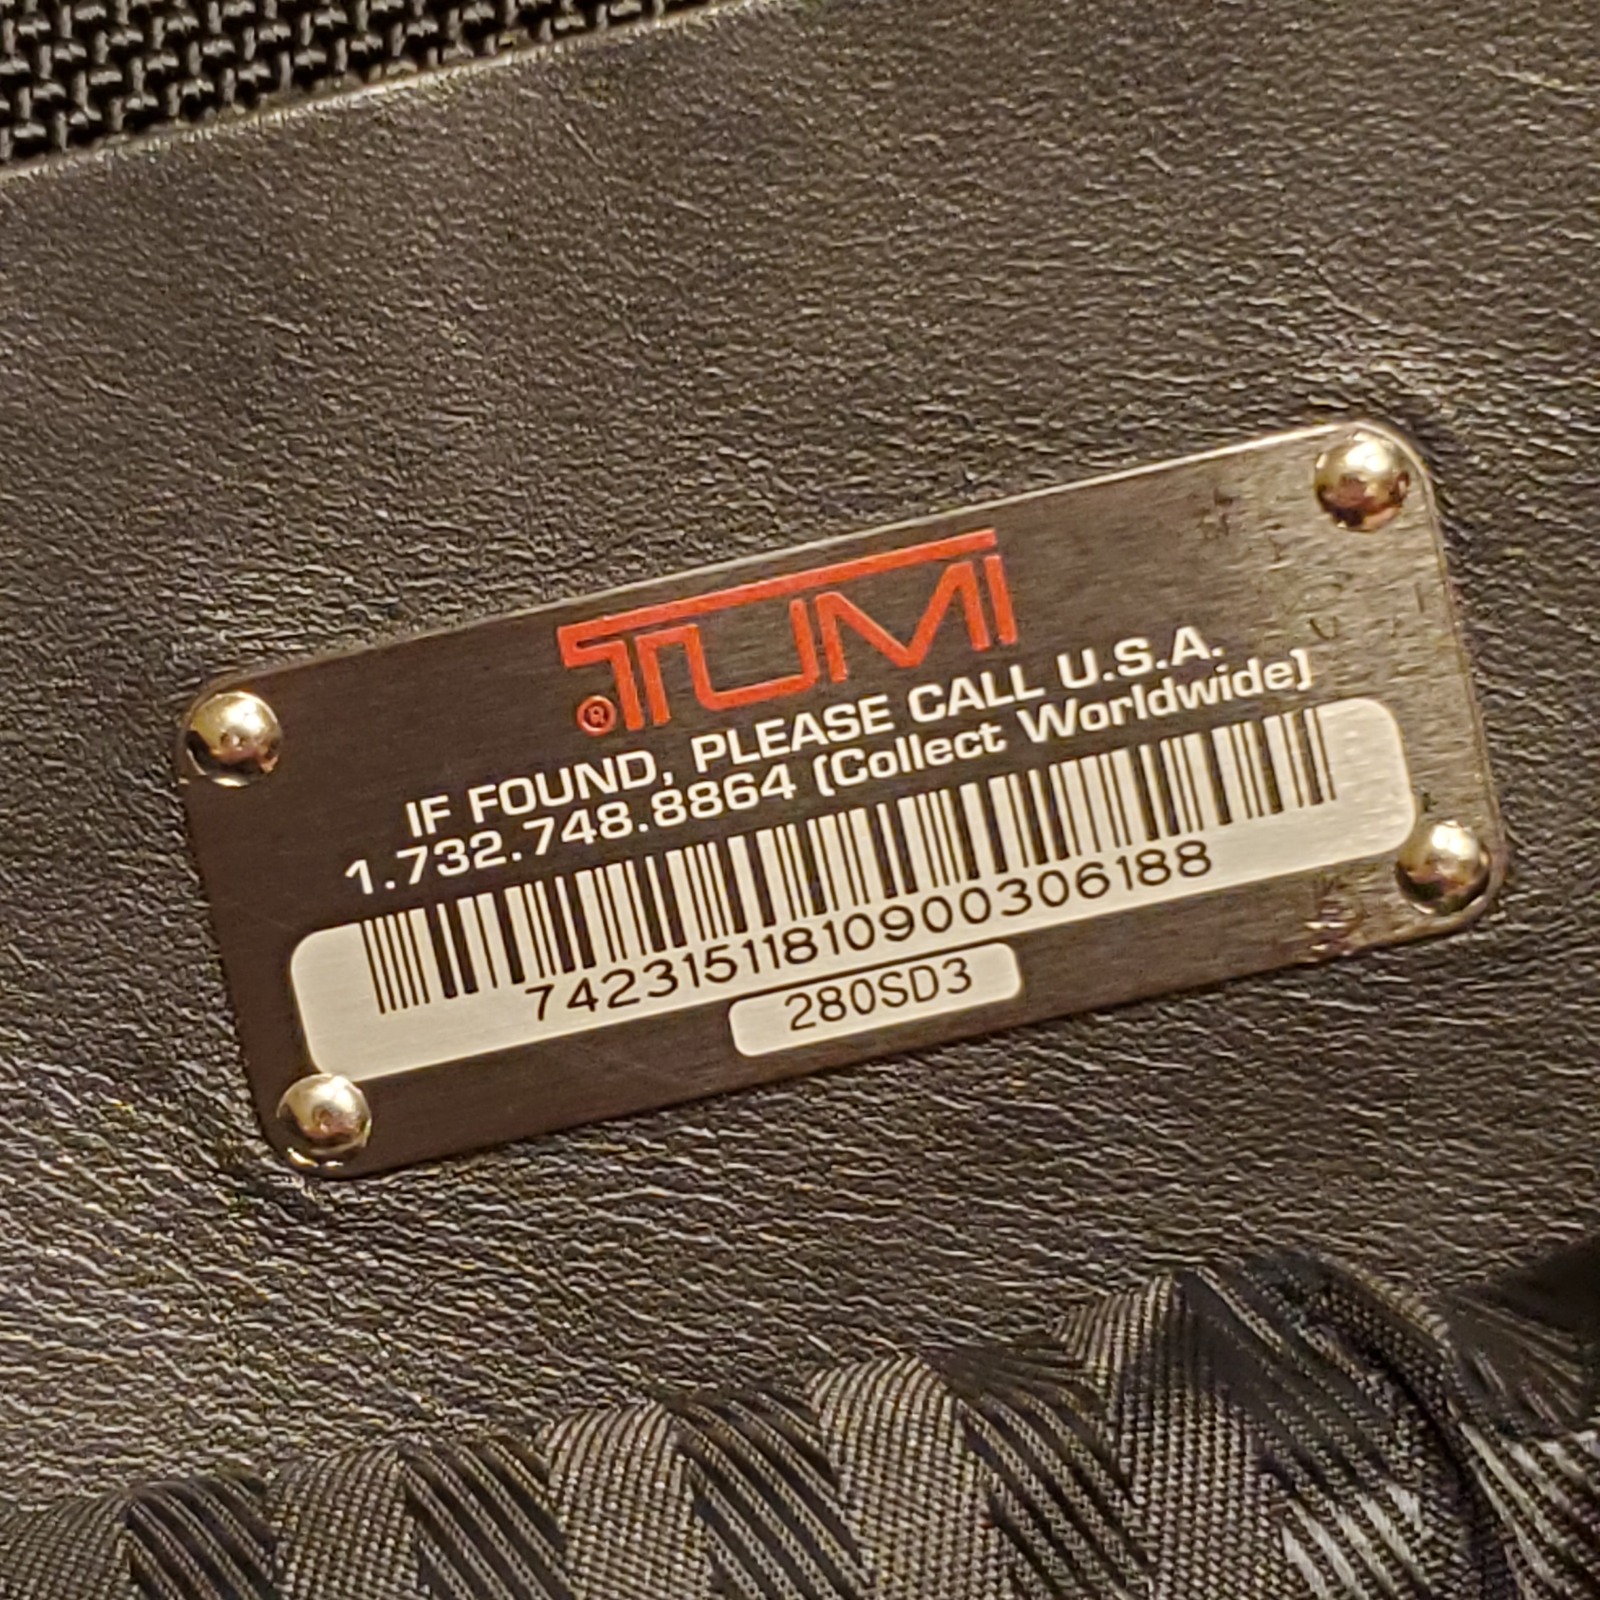 TUMI
®
IF FOUND, PLEASE CALL U.S.A.
1.732.748.8864 (Collect Worldwide)
74231511810900306188
280SD3